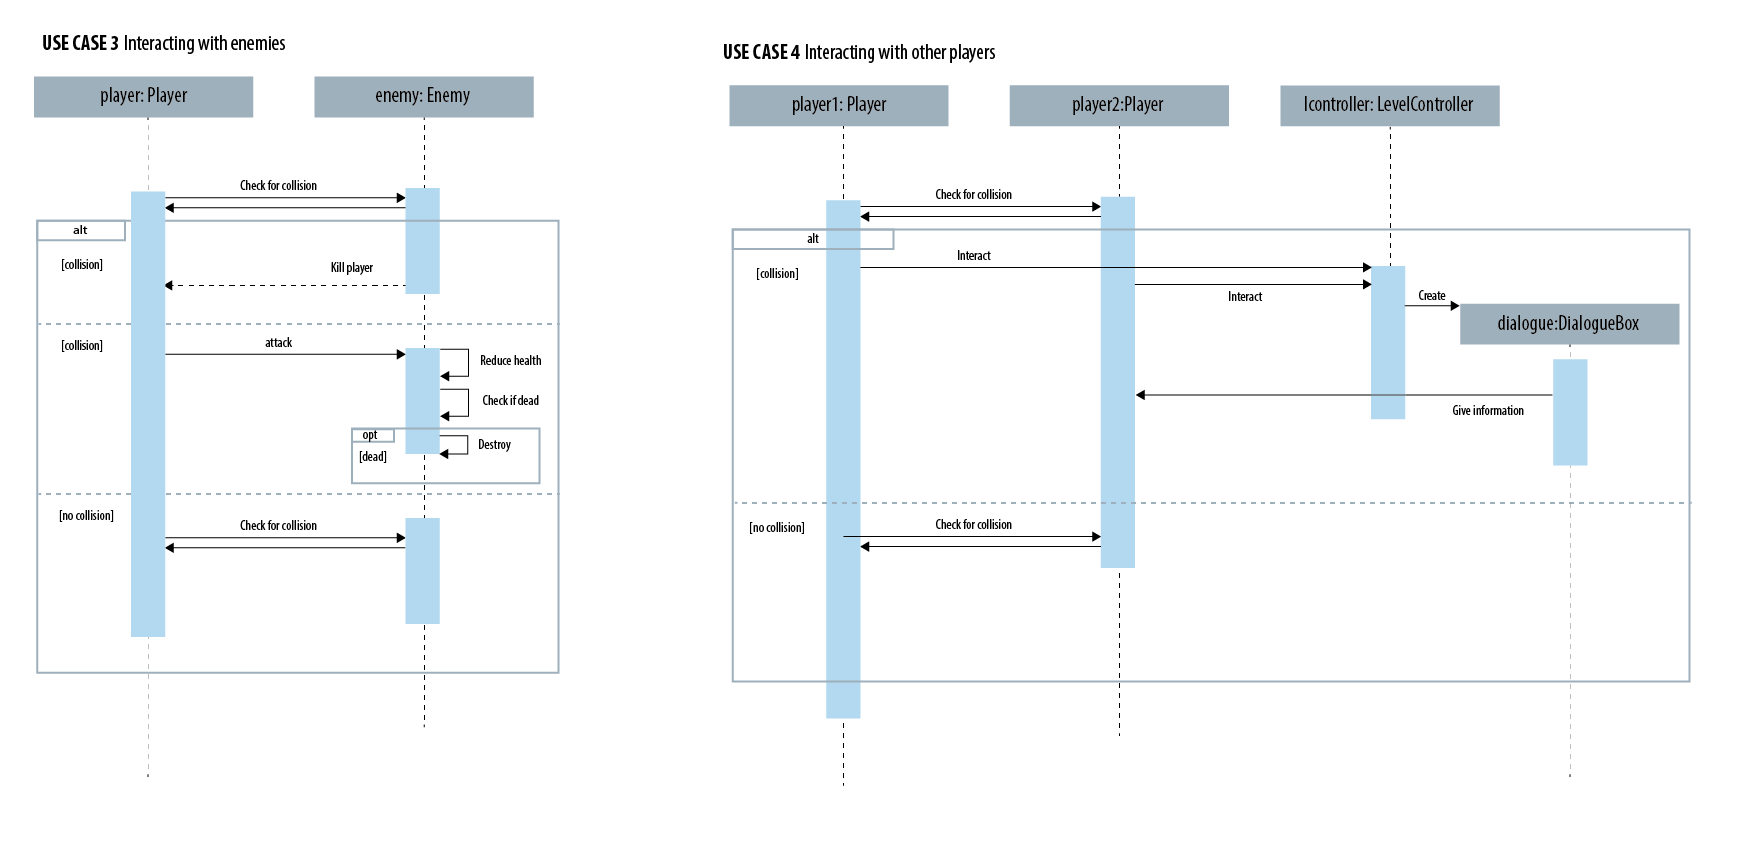 USE CASE 3 Interacting with enemies
player: Player
enemy: Enemy
Check for collision
alt
[collision]
Kill player
[collision]
attack
Reduce health
Check if dead
opt
[dead]
Destroy
[no collision]
Check for collision
USE CASE 4 Interacting with other players
player1: Player
player2:Player
lcontroller: LevelController
Check for collision
alt
[collision]
Interact
Interact
Create
dialogue:DialogueBox
Give information
[no collision]
Check for collision